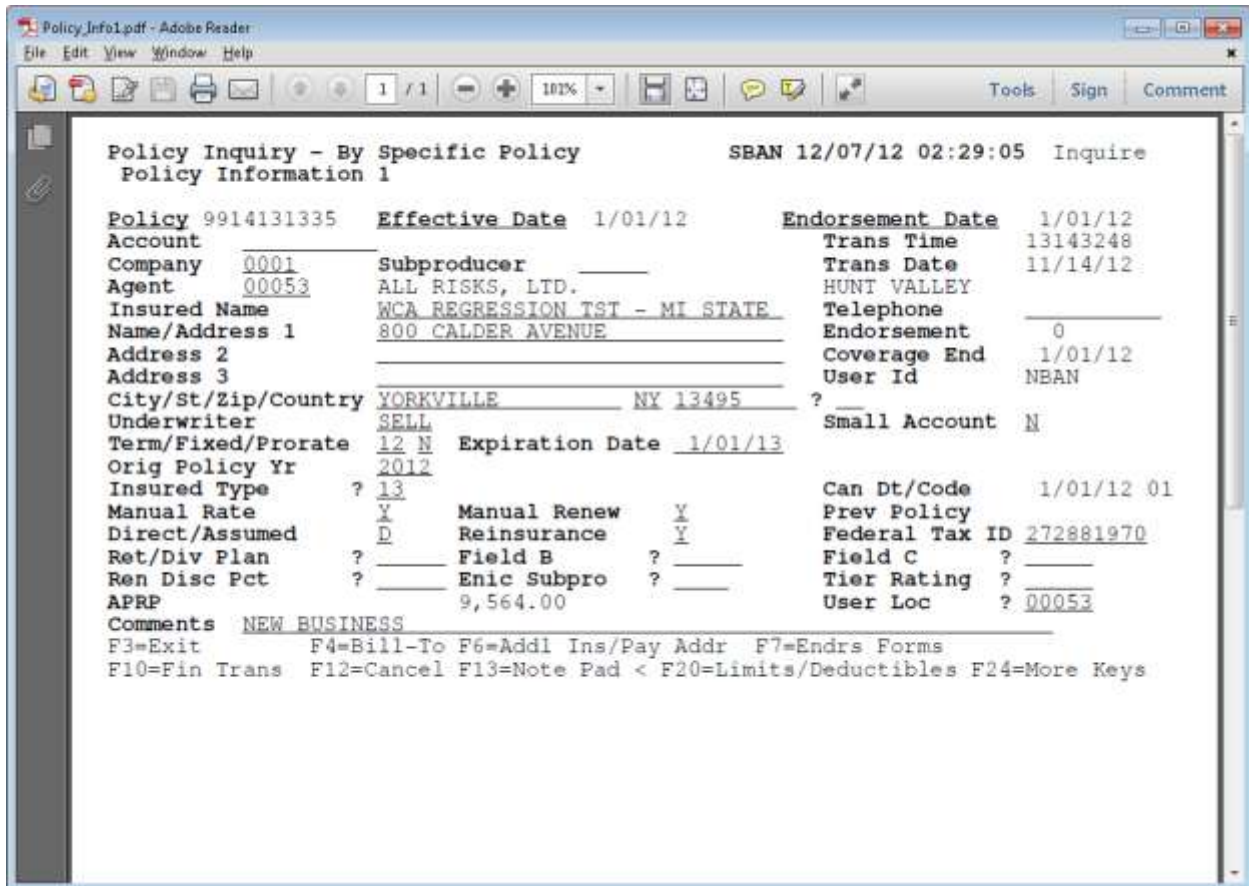 Policy_Info1.pdf - Adobe Reader
File Edit View Window Help
1 / 1 101% Tools Sign Comment
Policy Inquiry - By Specific Policy SBAN 12/07/12 02:29:05 Inquire
Policy Information 1
Policy 9914131335 Effective Date 1/01/12 Endorsement Date 1/01/12
Account Trans Time 13143248
Company 0001 Subproducer Trans Date 11/14/12
Agent 00053 ALL RISKS, LTD. HUNT VALLEY
Insured Name WCA REGRESSION TST - MI STATE Telephone
Name/Address 1 800 CALDER AVENUE Endorsement 0
Address 2 Coverage End 1/01/12
Address 3 User Id NBAN
City/St/Zip/Country YORKVILLE NY 13495 ?
Underwriter SELL Small Account N
Term/Fixed/Prorate 12 N Expiration Date 1/01/13
Orig Policy Yr 2012
Insured Type ? 13 Can Dt/Code 1/01/12 01
Manual Rate Y Manual Renew Y Prev Policy
Direct/Assumed D Reinsurance Y Federal Tax ID 272881970
Ret/Div Plan ? Field B ? Field C ?
Ren Disc Pct ? Enic Subpro ? Tier Rating ?
APRP 9,564.00 User Loc ? 00053
Comments NEW BUSINESS
F3=Exit F4=Bill-To F6=Addl Ins/Pay Addr F7=Endrs Forms
F10=Fin Trans F12=Cancel F13=Note Pad < F20=Limits/Deductibles F24=More Keys